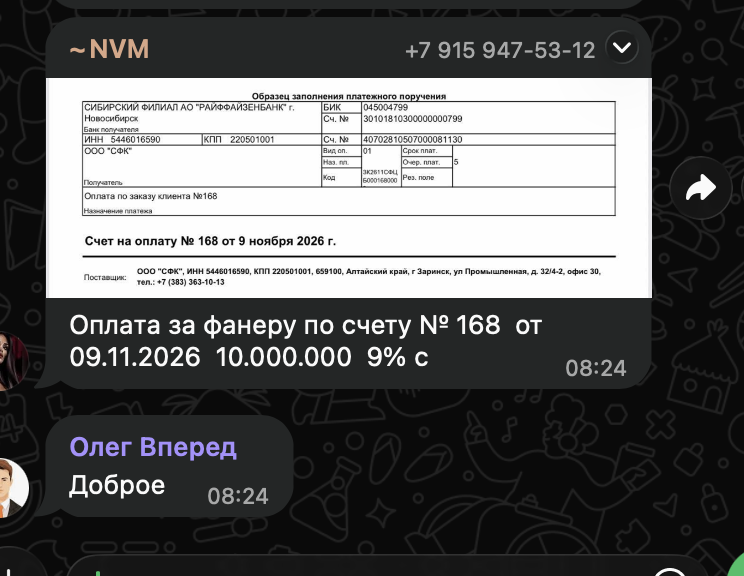 ~NVM +7 915 947-53-12
Образец заполнения платежного поручения
СИБИРСКИЙ ФИЛИАЛ АО "РАЙФФАЙЗЕНБАНК" г. БИК 045004799
Новосибирск Сч. № 30101810300000000799
Банк получателя
ИНН 5446016590 КПП 220501001 Сч. № 40702810507000081130
ООО "СФК" Вид оп. 01 Срок плат.
Наз. пл. Очер. плат. 5
Получатель Код ЗК2611СФЦ Рез. поле
Б000168000
Оплата по заказу клиента №168
Назначение платежа
Счет на оплату № 168 от 9 ноября 2026 г.
Поставщик: ООО "СФК", ИНН 5446016590, КПП 220501001, 659100, Алтайский край, г Заринск, ул Промышленная, д. 32/4-2, офис 30,
тел.: +7 (383) 363-10-13
Оплата за фанеру по счету № 168 от
09.11.2026 10.000.000 9% с
08:24
Олег Вперед
Доброе 08:24